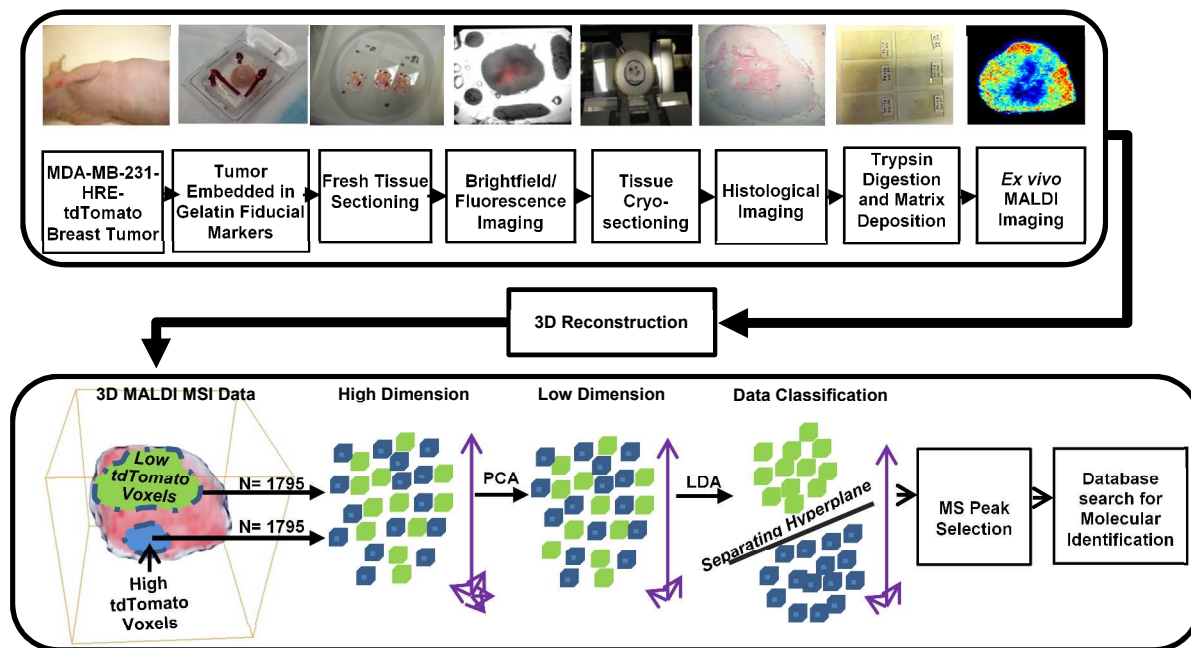 MDA-MB-231-
HRE-
tdTomato
Breast Tumor
Tumor
Embedded in
Gelatin Fiducial
Markers
Fresh Tissue
Sectioning
Brightfield/
Fluorescence
Imaging
Tissue
Cryo-
sectioning
Histological
Imaging
Trypsin
Digestion
and Matrix
Deposition
Ex vivo
MALDI
Imaging
3D Reconstruction
3D MALDI MSI Data
High Dimension
Low Dimension
Data Classification
Low
tdTomato
Voxels
N= 1795
N= 1795
High
tdTomato
Voxels
PCA
LDA
Separating Hyperplane
MS Peak
Selection
Database
search for
Molecular
Identification